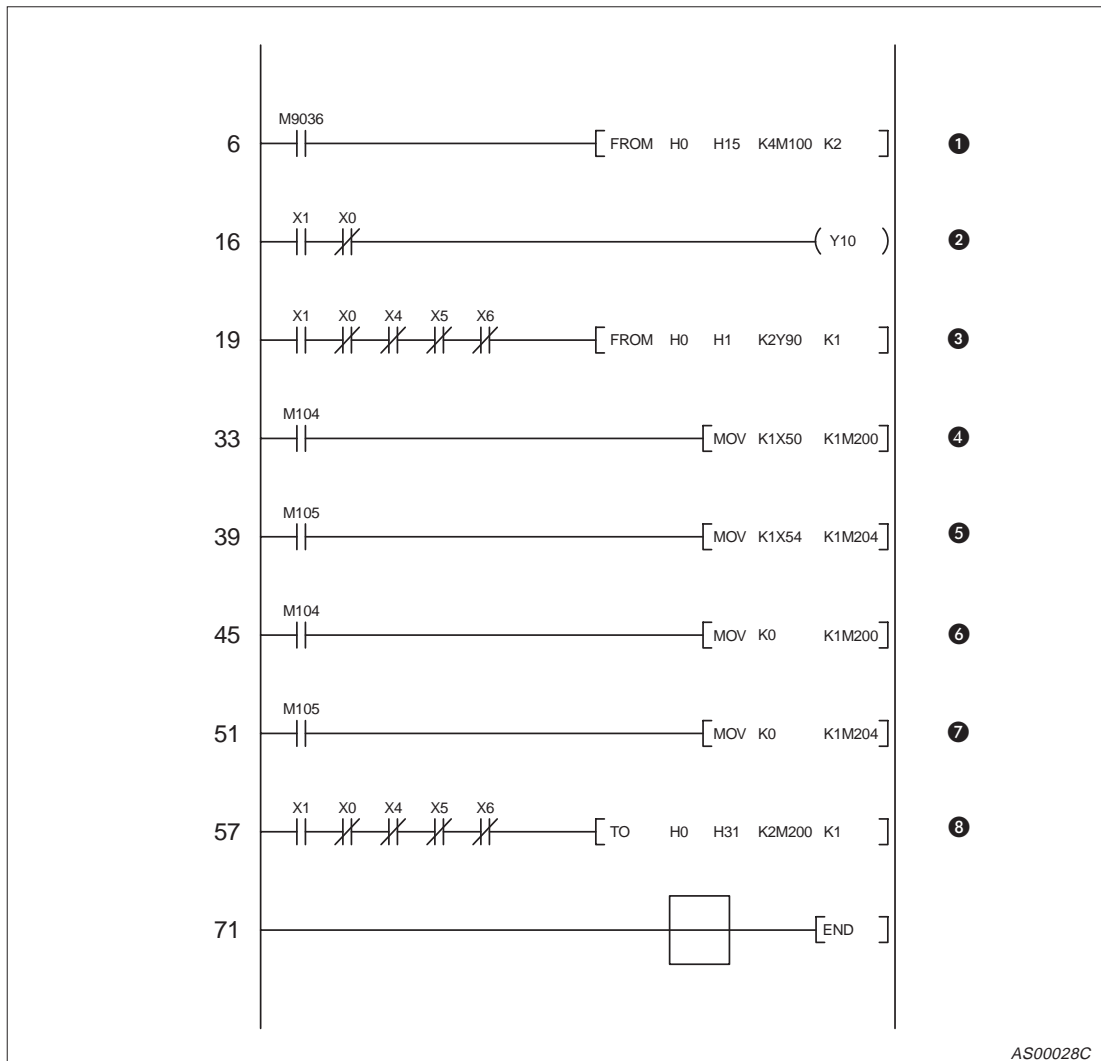 M9036
6 FROM H0 H15 K4M100 K2 ❶
X1 X0
16 Y10 ❷
X1 X0 X4 X5 X6
19 FROM H0 H1 K2Y90 K1 ❸
M104
33 MOV K1X50 K1M200 ❹
M105
39 MOV K1X54 K1M204 ❺
M104
45 MOV K0 K1M200 ❻
M105
51 MOV K0 K1M204 ❼
X1 X0 X4 X5 X6
57 TO H0 H31 K2M200 K1 ❽
71 END
AS00028C